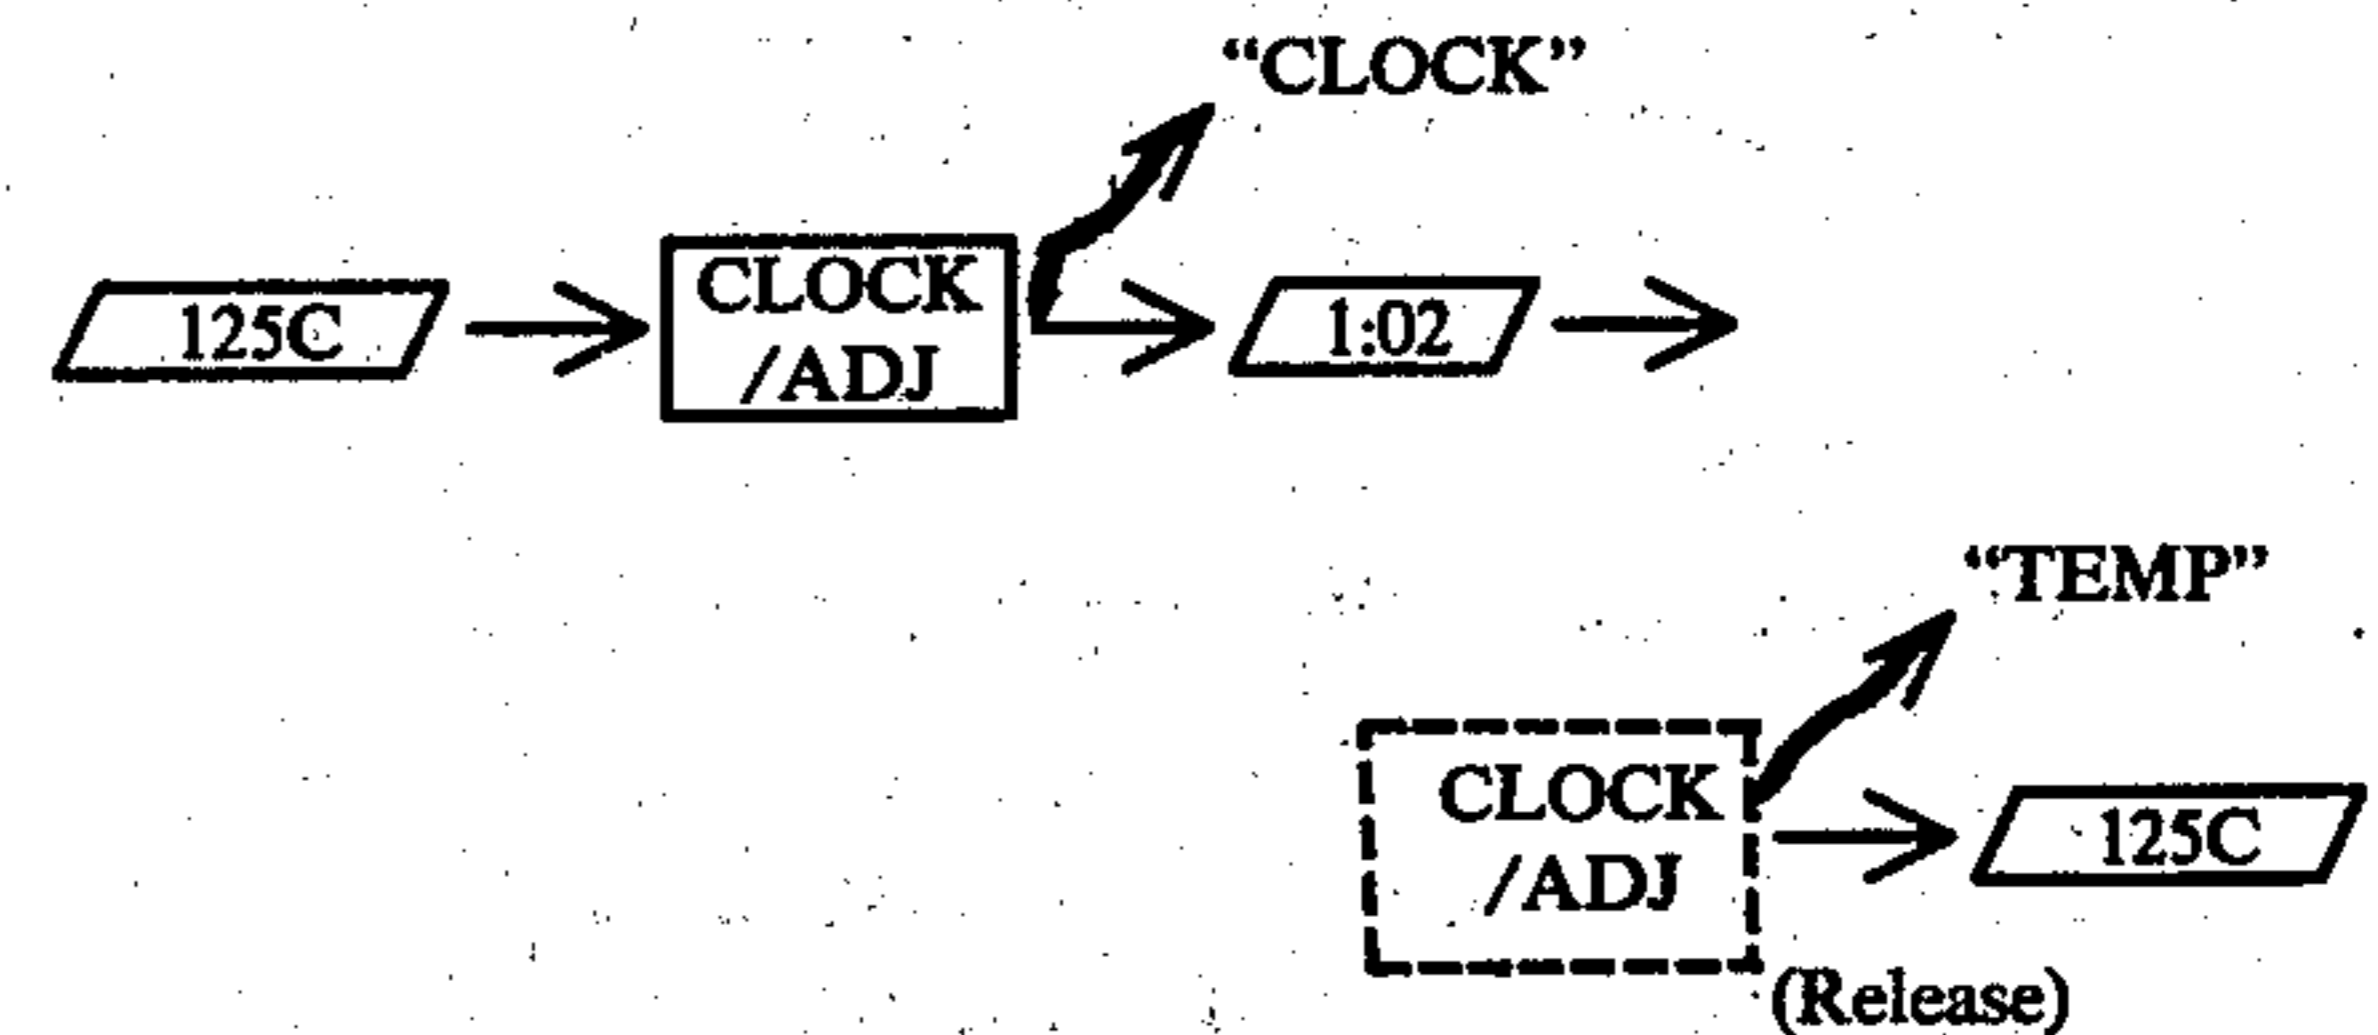 “CLOCK”
125C
CLOCK
/ADJ
1:02
“TEMP”
CLOCK
/ADJ
125C
(Release)